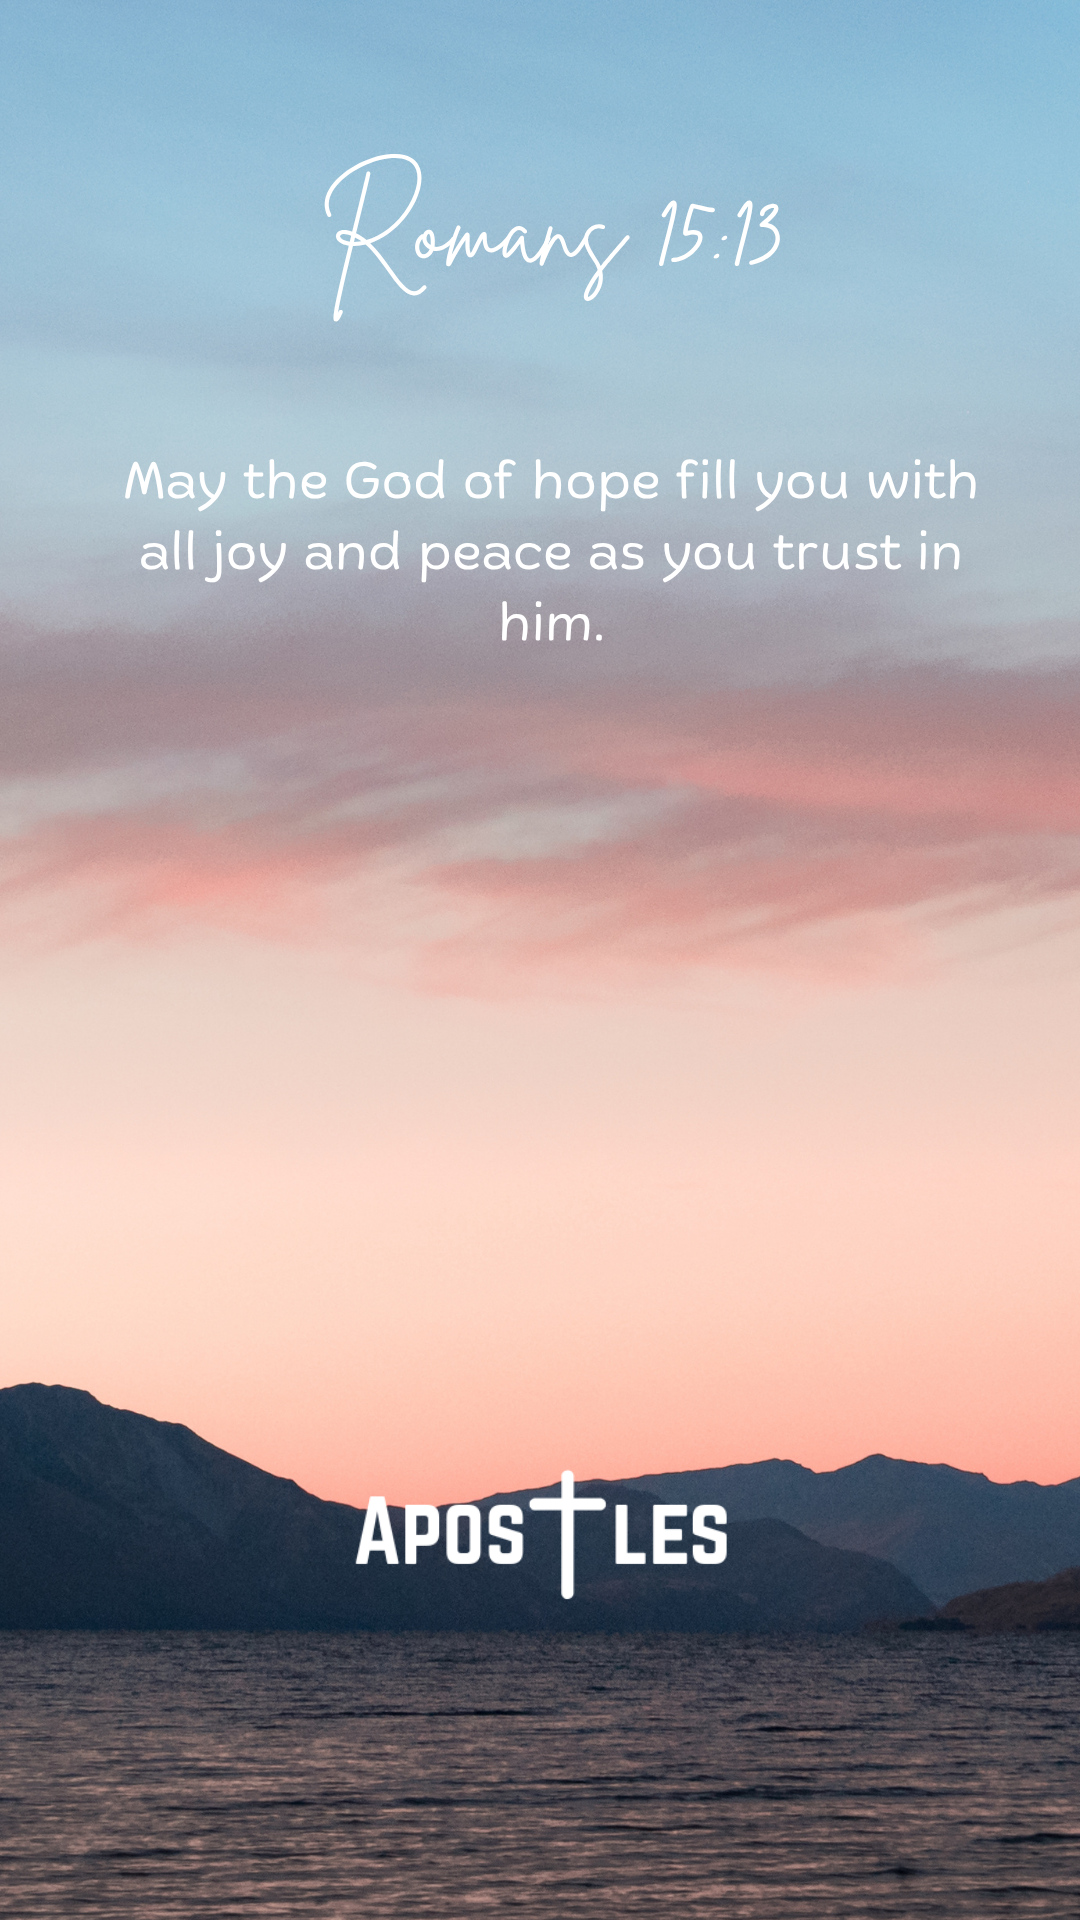 Romans 15:13
May the God of hope fill you with
all joy and peace as you trust in
him.
APOSTLES